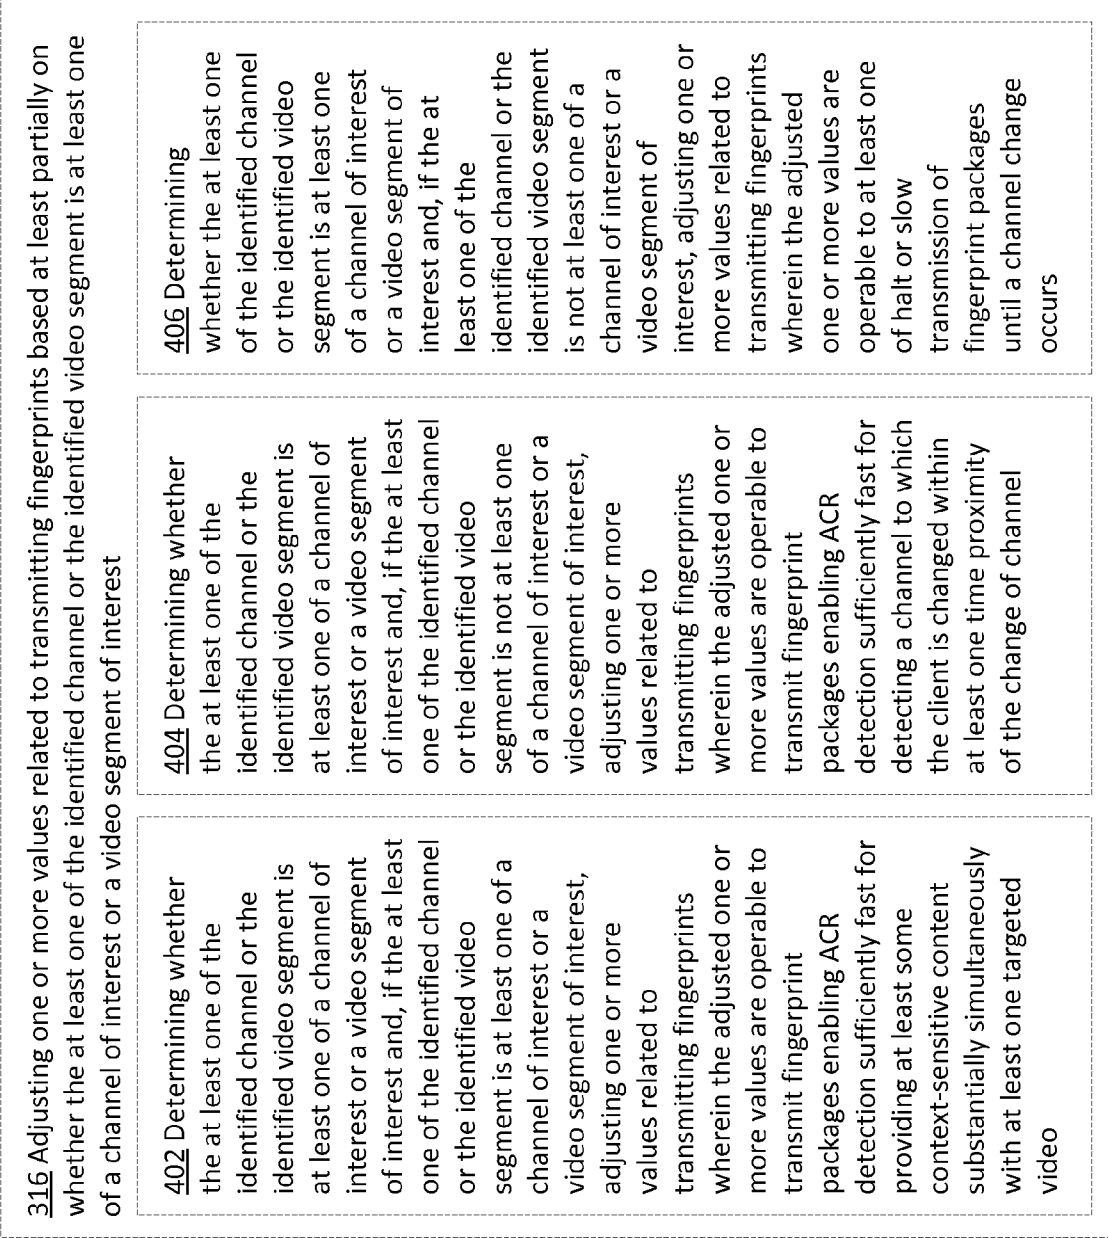 316 Adjusting one or more values related to transmitting fingerprints based at least partially on
whether the at least one of the identified channel or the identified video segment is at least one
of a channel of interest or a video segment of interest
402 Determining whether
the at least one of the
identified channel or the
identified video segment is
at least one of a channel of
interest or a video segment
of interest and, if the at least
one of the identified channel
or the identified video
segment is at least one of a
channel of interest or a
video segment of interest,
adjusting one or more
values related to
transmitting fingerprints
wherein the adjusted one or
more values are operable to
transmit fingerprint
packages enabling ACR
detection sufficiently fast for
providing at least some
context-sensitive content
substantially simultaneously
with at least one targeted
video
404 Determining whether
the at least one of the
identified channel or the
identified video segment is
at least one of a channel of
interest or a video segment
of interest and, if the at least
one of the identified channel
or the identified video
segment is not at least one
of a channel of interest or a
video segment of interest,
adjusting one or more
values related to
transmitting fingerprints
wherein the adjusted one or
more values are operable to
transmit fingerprint
packages enabling ACR
detection sufficiently fast for
detecting a channel to which
the client is changed within
at least one time proximity
of the change of channel
406 Determining
whether the at least one
of the identified channel
or the identified video
segment is at least one
of a channel of interest
or a video segment of
interest and, if the at
least one of the
identified channel or the
identified video segment
is not at least one of a
channel of interest or a
video segment of
interest, adjusting one or
more values related to
transmitting fingerprints
wherein the adjusted
one or more values are
operable to at least one
of halt or slow
transmission of
fingerprint packages
until a channel change
occurs